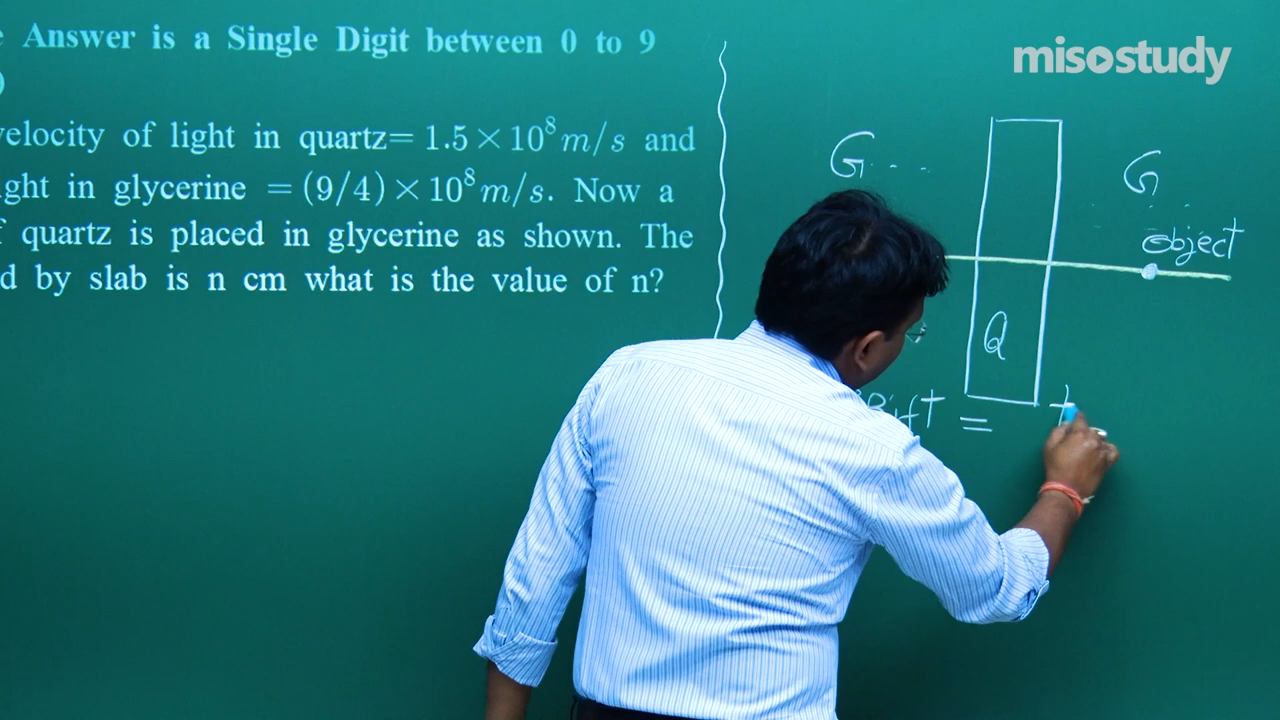 Answer is a Single Digit between 0 to 9
)
velocity of light in quartz= 1.5 × 10⁸ m/s and
ght in glycerine = (9/4) × 10⁸ m/s. Now a
f quartz is placed in glycerine as shown. The
d by slab is n cm what is the value of n?
misostudy
G
G
object
Q
shift = t